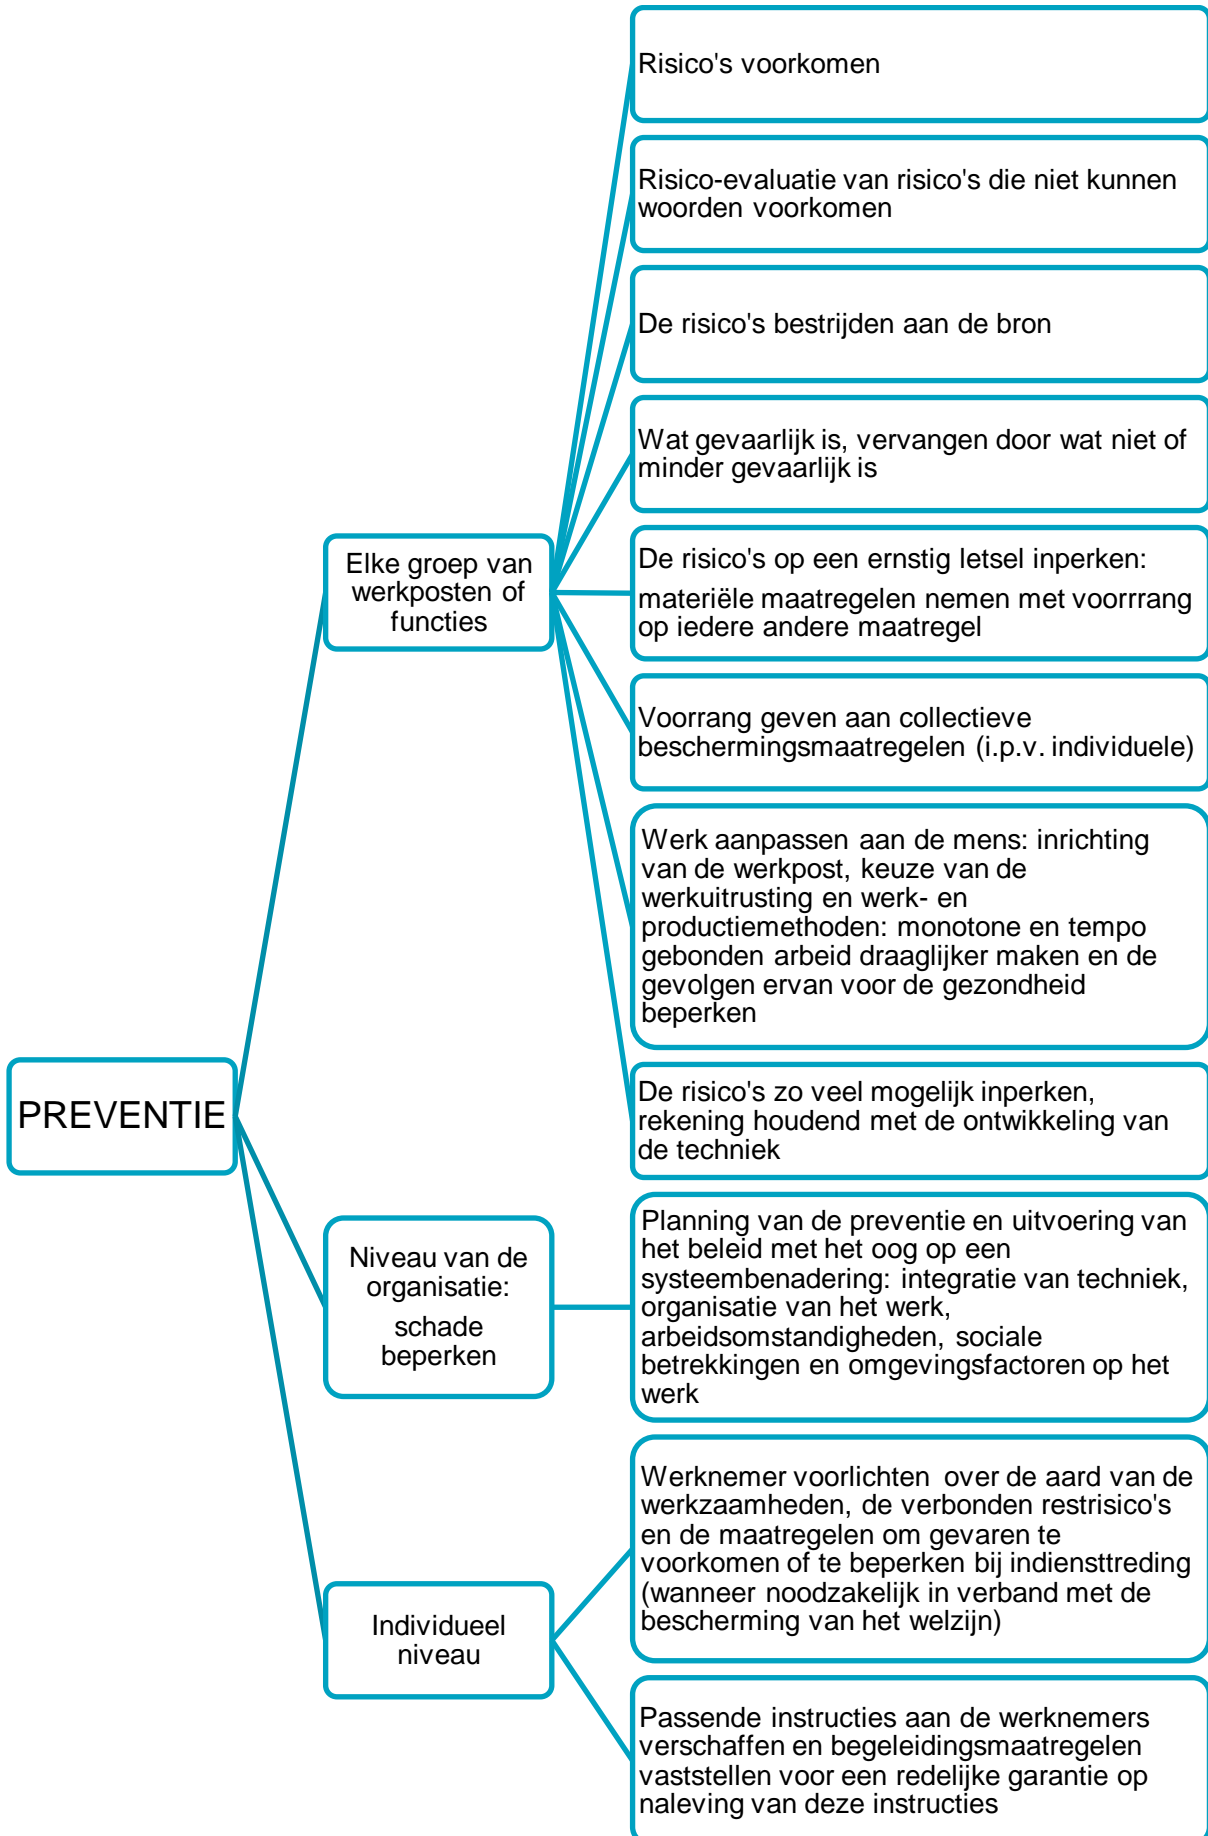 Risico's voorkomen
Risico-evaluatie van risico's die niet kunnen
woorden voorkomen
De risico's bestrijden aan de bron
Wat gevaarlijk is, vervangen door wat niet of
minder gevaarlijk is
Elke groep van
werkposten of
functies
De risico's op een ernstig letsel inperken:
materiële maatregelen nemen met voorrrang
op iedere andere maatregel
Voorrang geven aan collectieve
beschermingsmaatregelen (i.p.v. individuele)
Werk aanpassen aan de mens: inrichting
van de werkpost, keuze van de
werkuitrusting en werk- en
productiemethoden: monotone en tempo
gebonden arbeid draaglijker maken en de
gevolgen ervan voor de gezondheid
beperken
PREVENTIE
De risico's zo veel mogelijk inperken,
rekening houdend met de ontwikkeling van
de techniek
Niveau van de
organisatie:
schade
beperken
Planning van de preventie en uitvoering van
het beleid met het oog op een
systeembenadering: integratie van techniek,
organisatie van het werk,
arbeidsomstandigheden, sociale
betrekkingen en omgevingsfactoren op het
werk
Individueel
niveau
Werknemer voorlichten over de aard van de
werkzaamheden, de verbonden restrisico's
en de maatregelen om gevaren te
voorkomen of te beperken bij indiensttreding
(wanneer noodzakelijk in verband met de
bescherming van het welzijn)
Passende instructies aan de werknemers
verschaffen en begeleidingsmaatregelen
vaststellen voor een redelijke garantie op
naleving van deze instructies